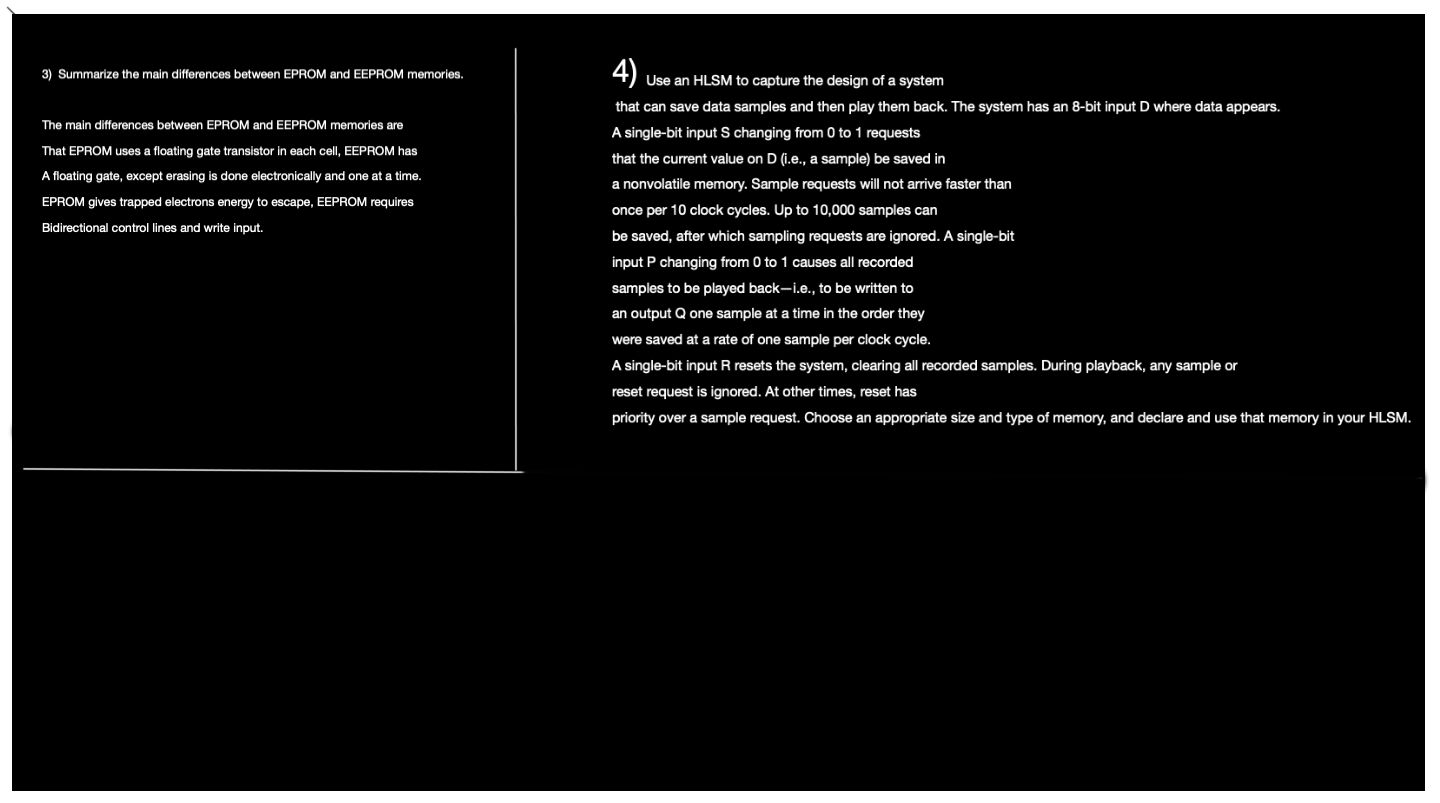 3) Summarize the main differences between EPROM and EEPROM memories.
The main differences between EPROM and EEPROM memories are
That EPROM uses a floating gate transistor in each cell, EEPROM has
A floating gate, except erasing is done electronically and one at a time.
EPROM gives trapped electrons energy to escape, EEPROM requires
Bidirectional control lines and write input.
4) Use an HLSM to capture the design of a system
that can save data samples and then play them back. The system has an 8-bit input D where data appears.
A single-bit input S changing from 0 to 1 requests
that the current value on D (i.e., a sample) be saved in
a nonvolatile memory. Sample requests will not arrive faster than
once per 10 clock cycles. Up to 10,000 samples can
be saved, after which sampling requests are ignored. A single-bit
input P changing from 0 to 1 causes all recorded
samples to be played back—i.e., to be written to
an output Q one sample at a time in the order they
were saved at a rate of one sample per clock cycle.
A single-bit input R resets the system, clearing all recorded samples. During playback, any sample or
reset request is ignored. At other times, reset has
priority over a sample request. Choose an appropriate size and type of memory, and declare and use that memory in your HLSM.